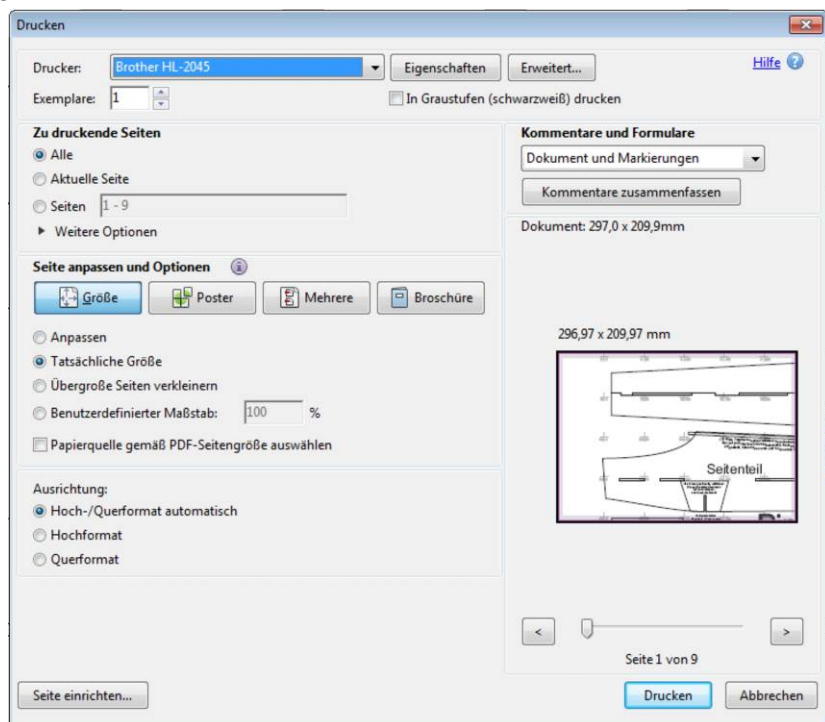 Drucken
Drucker: Brother HL-2045 Eigenschaften Erweitert... Hilfe
Exemplare: 1 In Graustufen (schwarzweiß) drucken
Zu druckende Seiten
Alle
Aktuelle Seite
Seiten 1 - 9
Weitere Optionen
Kommentare und Formulare
Dokument und Markierungen
Kommentare zusammenfassen
Seite anpassen und Optionen
Größe Poster Mehrere Broschüre
Anpassen
Tatsächliche Größe
Übergroße Seiten verkleinern
Benutzerdefinierter Maßstab: 100 %
Papierquelle gemäß PDF-Seitengröße auswählen
Ausrichtung:
Hoch-/Querformat automatisch
Hochformat
Querformat
Dokument: 297,0 x 209,9mm
296,97 x 209,97 mm
Seitenteil
< >
Seite 1 von 9
Seite einrichten... Drucken Abbrechen